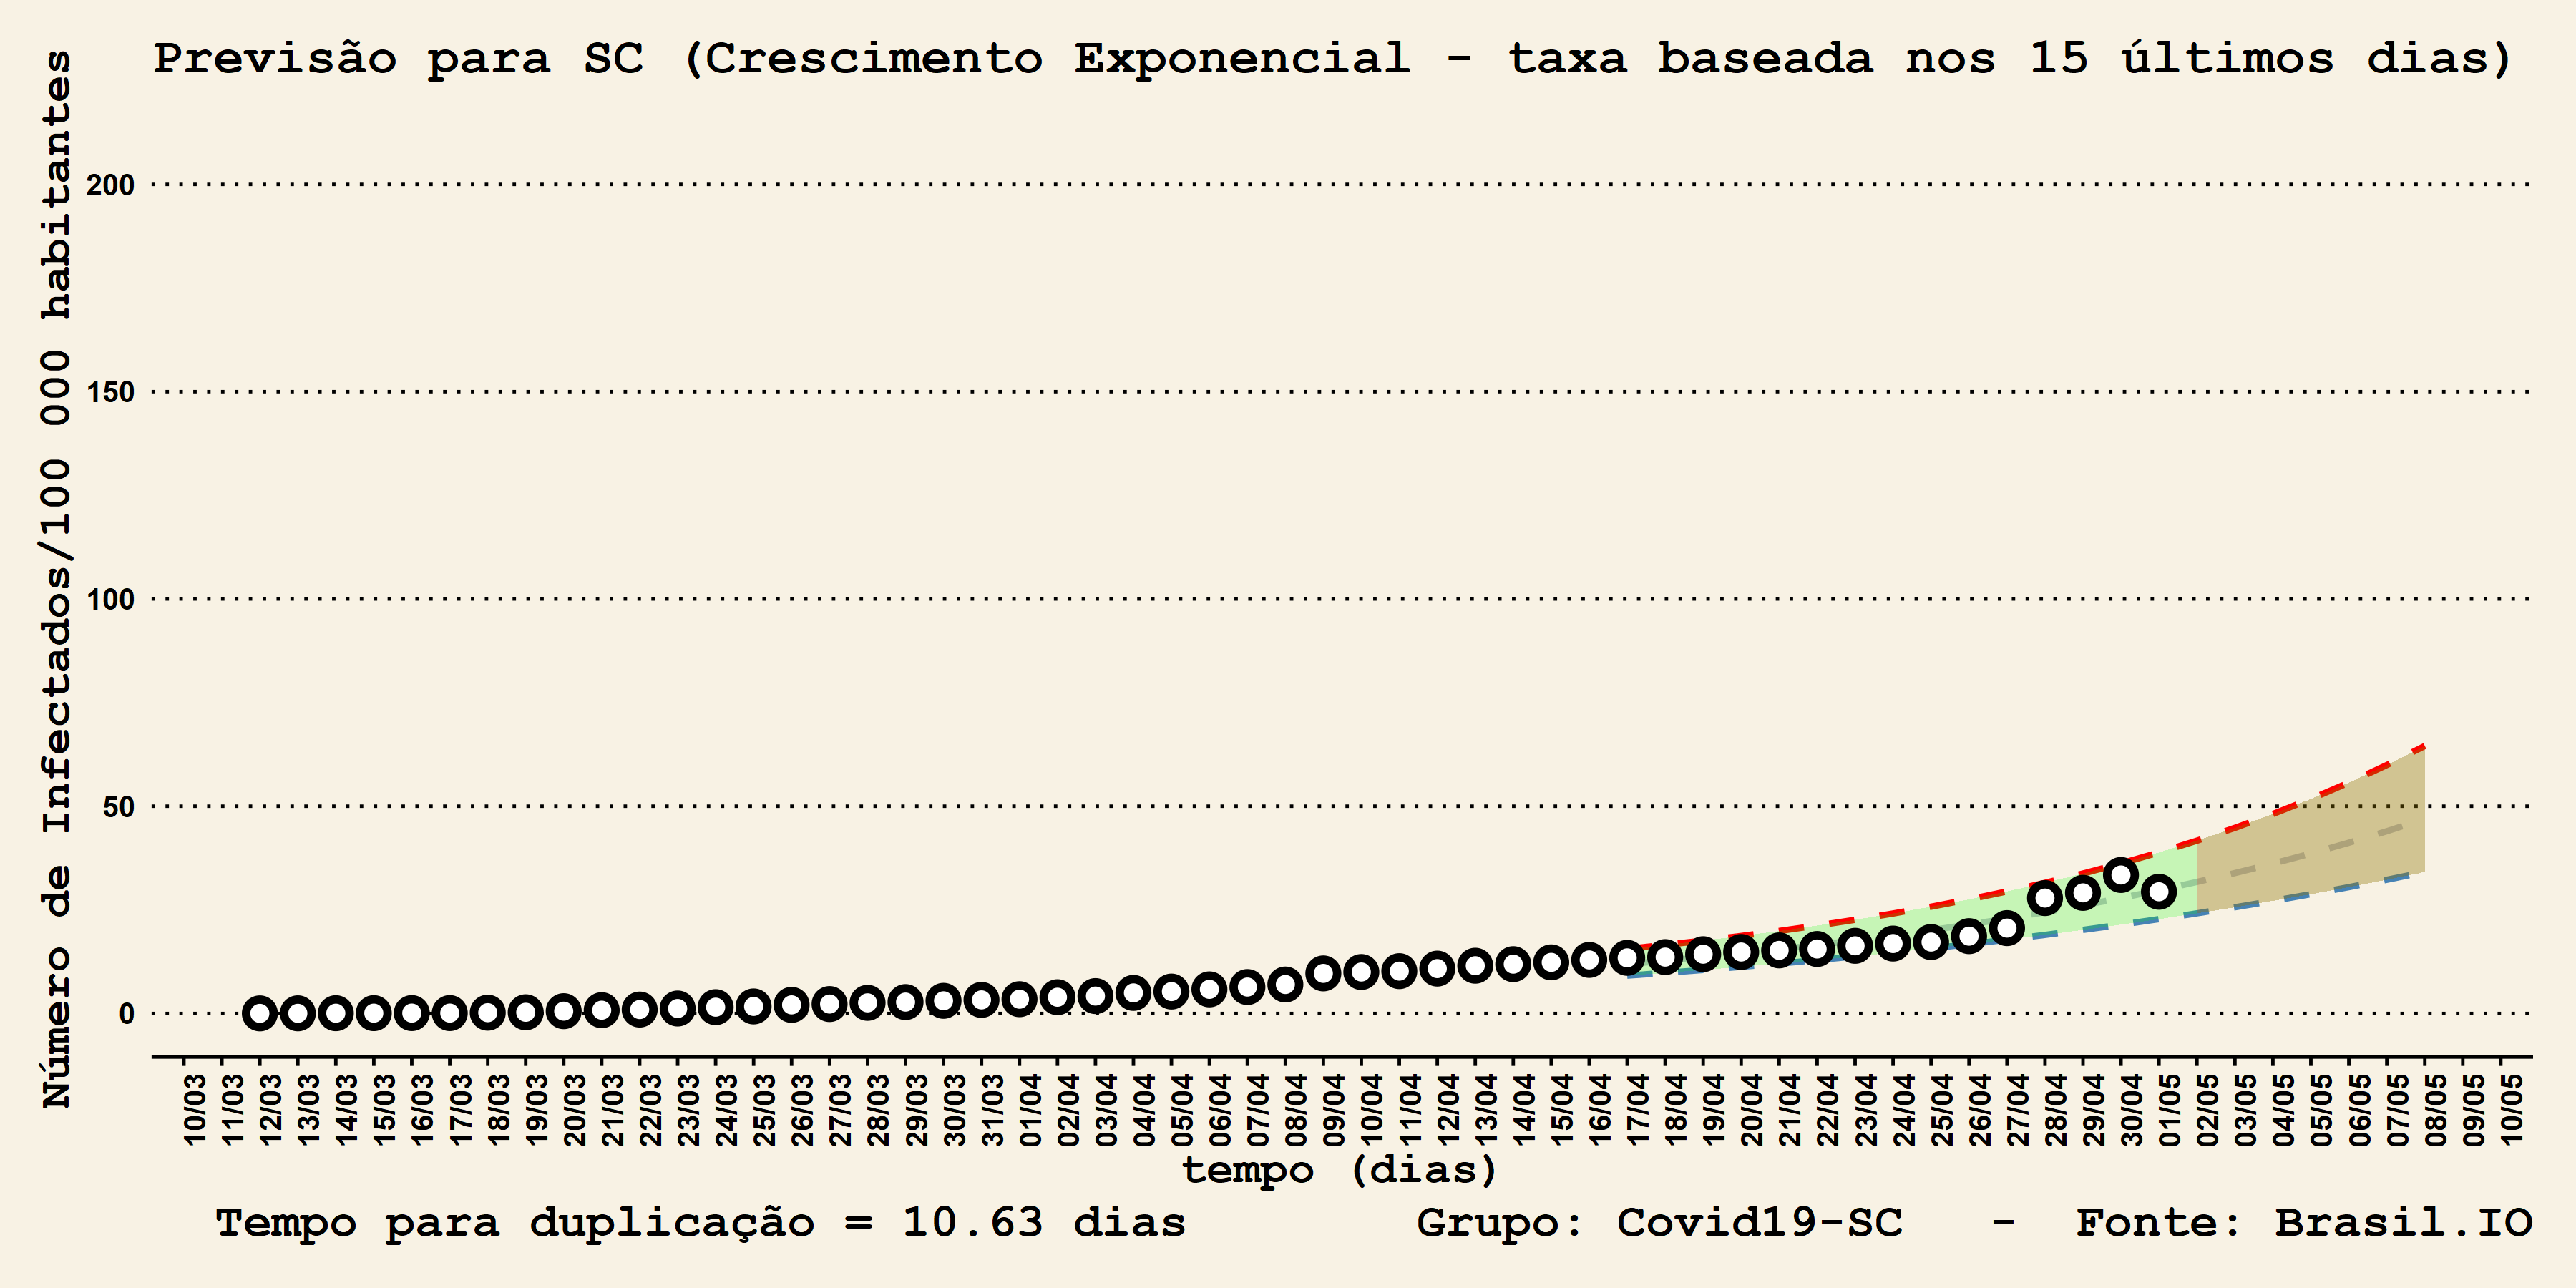 Previsão para SC (Crescimento Exponencial - taxa baseada nos 15 últimos dias)
Número de Infectados/100 000 habitantes
200
150
100
50
0
10/03 11/03 12/03 13/03 14/03 15/03 16/03 17/03 18/03 19/03 20/03 21/03 22/03 23/03 24/03 25/03 26/03 27/03 28/03 29/03 30/03 31/03 01/04 02/04 03/04 04/04 05/04 06/04 07/04 08/04 09/04 10/04 11/04 12/04 13/04 14/04 15/04 16/04 17/04 18/04 19/04 20/04 21/04 22/04 23/04 24/04 25/04 26/04 27/04 28/04 29/04 30/04 01/05 02/05 03/05 04/05 05/05 06/05 07/05 08/05 09/05 10/05
tempo (dias)
Tempo para duplicação = 10.63 dias Grupo: Covid19-SC - Fonte: Brasil.IO